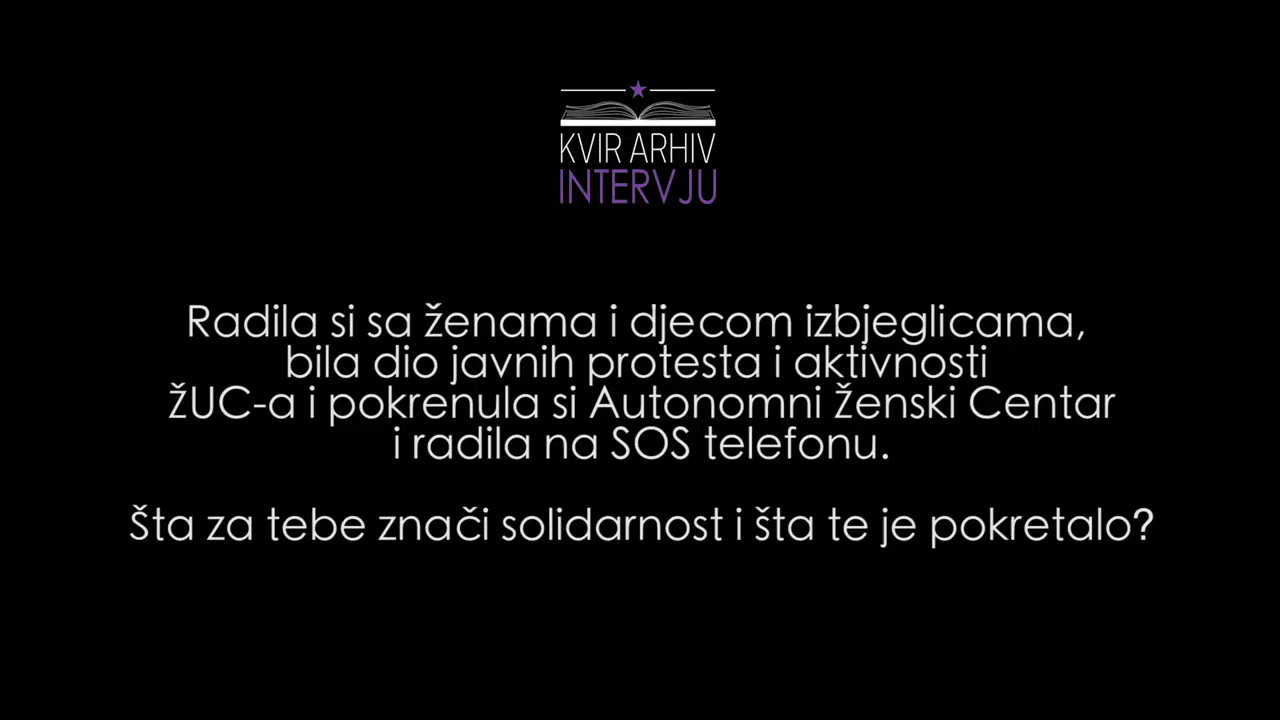 KVIR ARHIV
INTERVJU
Radila si sa ženama i djecom izbjeglicama,
bila dio javnih protesta i aktivnosti
žUC-a i pokrenula si Autonomni ženski Centar
i radila na SOS telefonu.
Šta za tebe znači solidarnost i šta te je pokretalo?